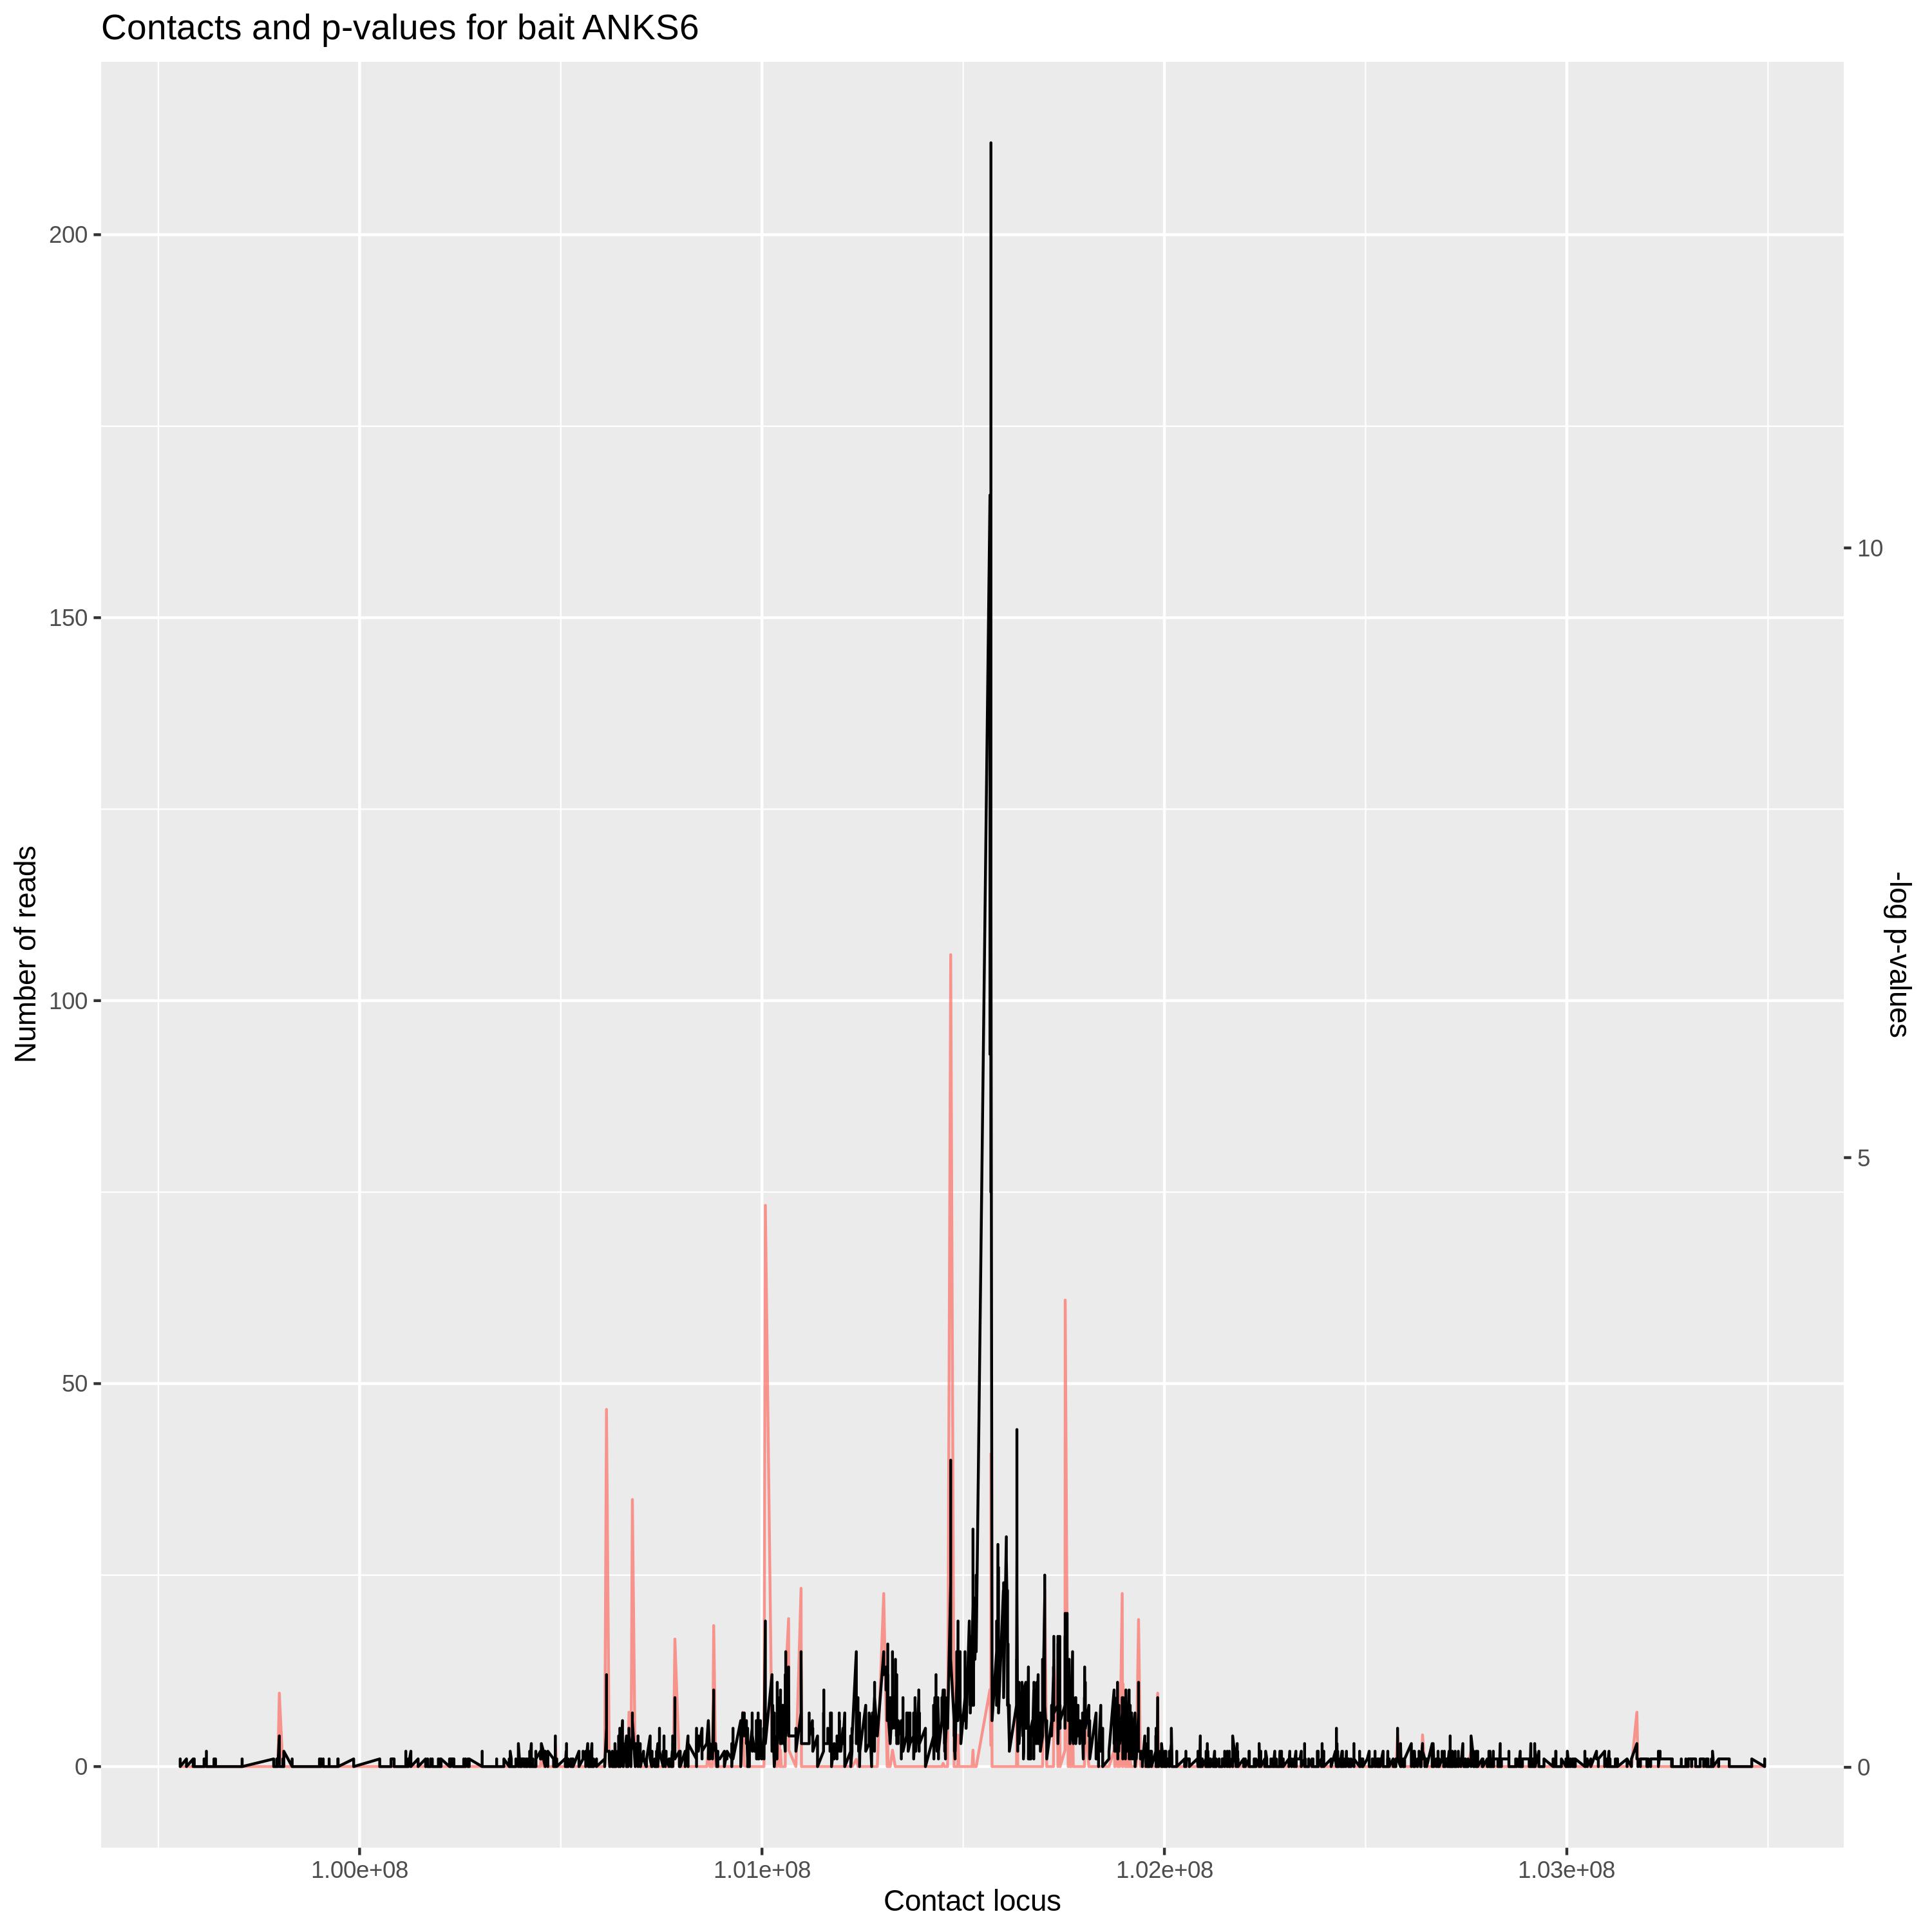 Contacts and p-values for bait ANKS6
200
150
100
50
0
Number of reads
10
5
0
-log p-values
1.00e+08
1.01e+08
1.02e+08
1.03e+08
Contact locus